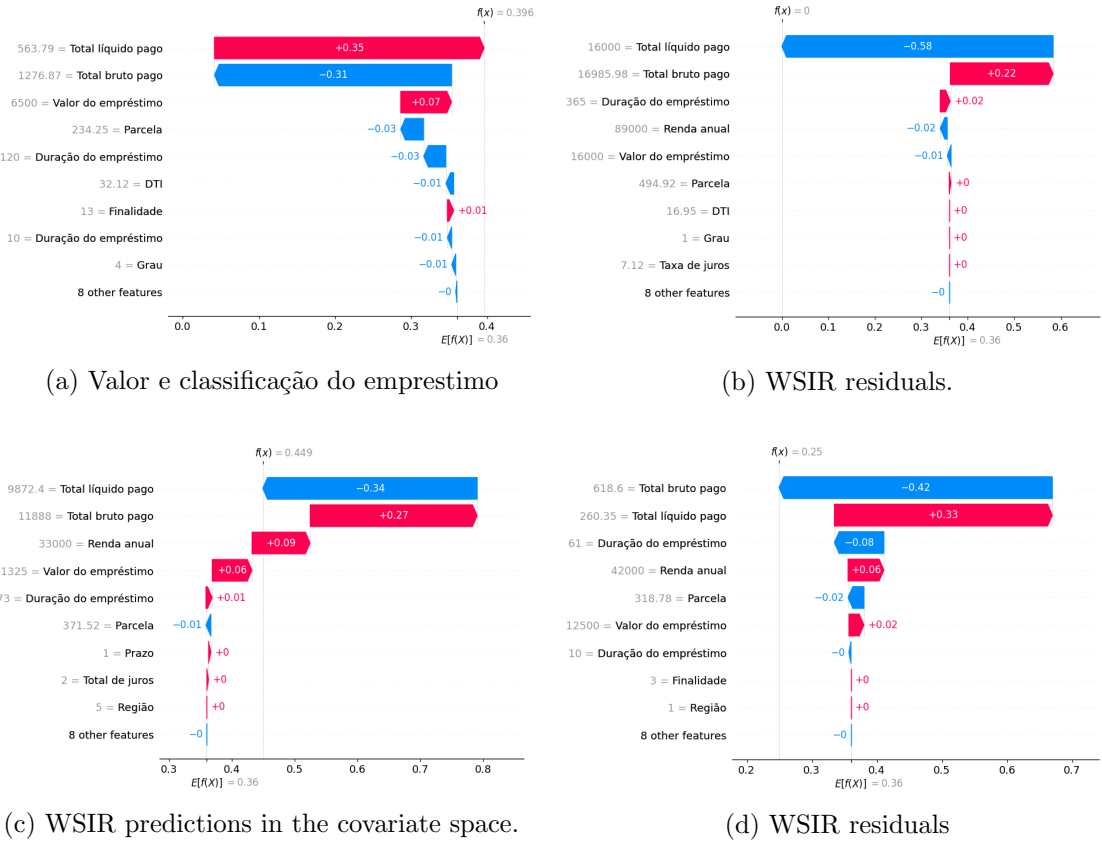 f(x) = 0.396
563.79 = Total líquido pago
+0.35
1276.87 = Total bruto pago
−0.31
6500 = Valor do empréstimo
+0.07
234.25 = Parcela
−0.03
120 = Duração do empréstimo
−0.03
32.12 = DTI
−0.01
13 = Finalidade
+0.01
10 = Duração do empréstimo
−0.01
4 = Grau
−0.01
8 other features
−0
0.0 0.1 0.2 0.3 0.4
E[f(X)] = 0.36
(a) Valor e classificação do emprestimo
f(x) = 0
16000 = Total líquido pago
−0.58
16985.98 = Total bruto pago
+0.22
365 = Duração do empréstimo
+0.02
89000 = Renda anual
−0.02
16000 = Valor do empréstimo
−0.01
494.92 = Parcela
+0
16.95 = DTI
+0
1 = Grau
+0
7.12 = Taxa de juros
+0
8 other features
−0
0.0 0.1 0.2 0.3 0.4 0.5 0.6
E[f(X)] = 0.36
(b) WSIR residuals.
f(x) = 0.449
9872.4 = Total líquido pago
−0.34
11888 = Total bruto pago
+0.27
33000 = Renda anual
+0.09
1325 = Valor do empréstimo
+0.06
73 = Duração do empréstimo
+0.01
371.52 = Parcela
−0.01
1 = Prazo
+0
2 = Total de juros
+0
5 = Região
+0
8 other features
−0
0.3 0.4 0.5 0.6 0.7 0.8
E[f(X)] = 0.36
(c) WSIR predictions in the covariate space.
f(x) = 0.25
618.6 = Total bruto pago
−0.42
260.35 = Total líquido pago
+0.33
61 = Duração do empréstimo
−0.08
42000 = Renda anual
+0.06
318.78 = Parcela
−0.02
12500 = Valor do empréstimo
+0.02
10 = Duração do empréstimo
−0
3 = Finalidade
+0
1 = Região
+0
8 other features
−0
0.2 0.3 0.4 0.5 0.6 0.7
E[f(X)] = 0.36
(d) WSIR residuals